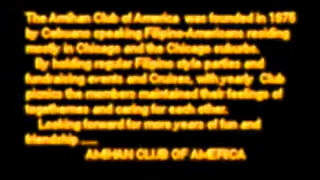 The Amihan Club of America was founded in 1975
by Cebuano speaking Filipino-Americans residing
mostly in Chicago and the Chicago suburbs.
By holding regular Filipino style parties and
fundraising events and Cruises, with yearly Club
picnics the members maintained their feelings of
togetherness and caring for each other.
Looking forward for more years of fun and
friendship .....
AMIHAN CLUB OF AMERICA